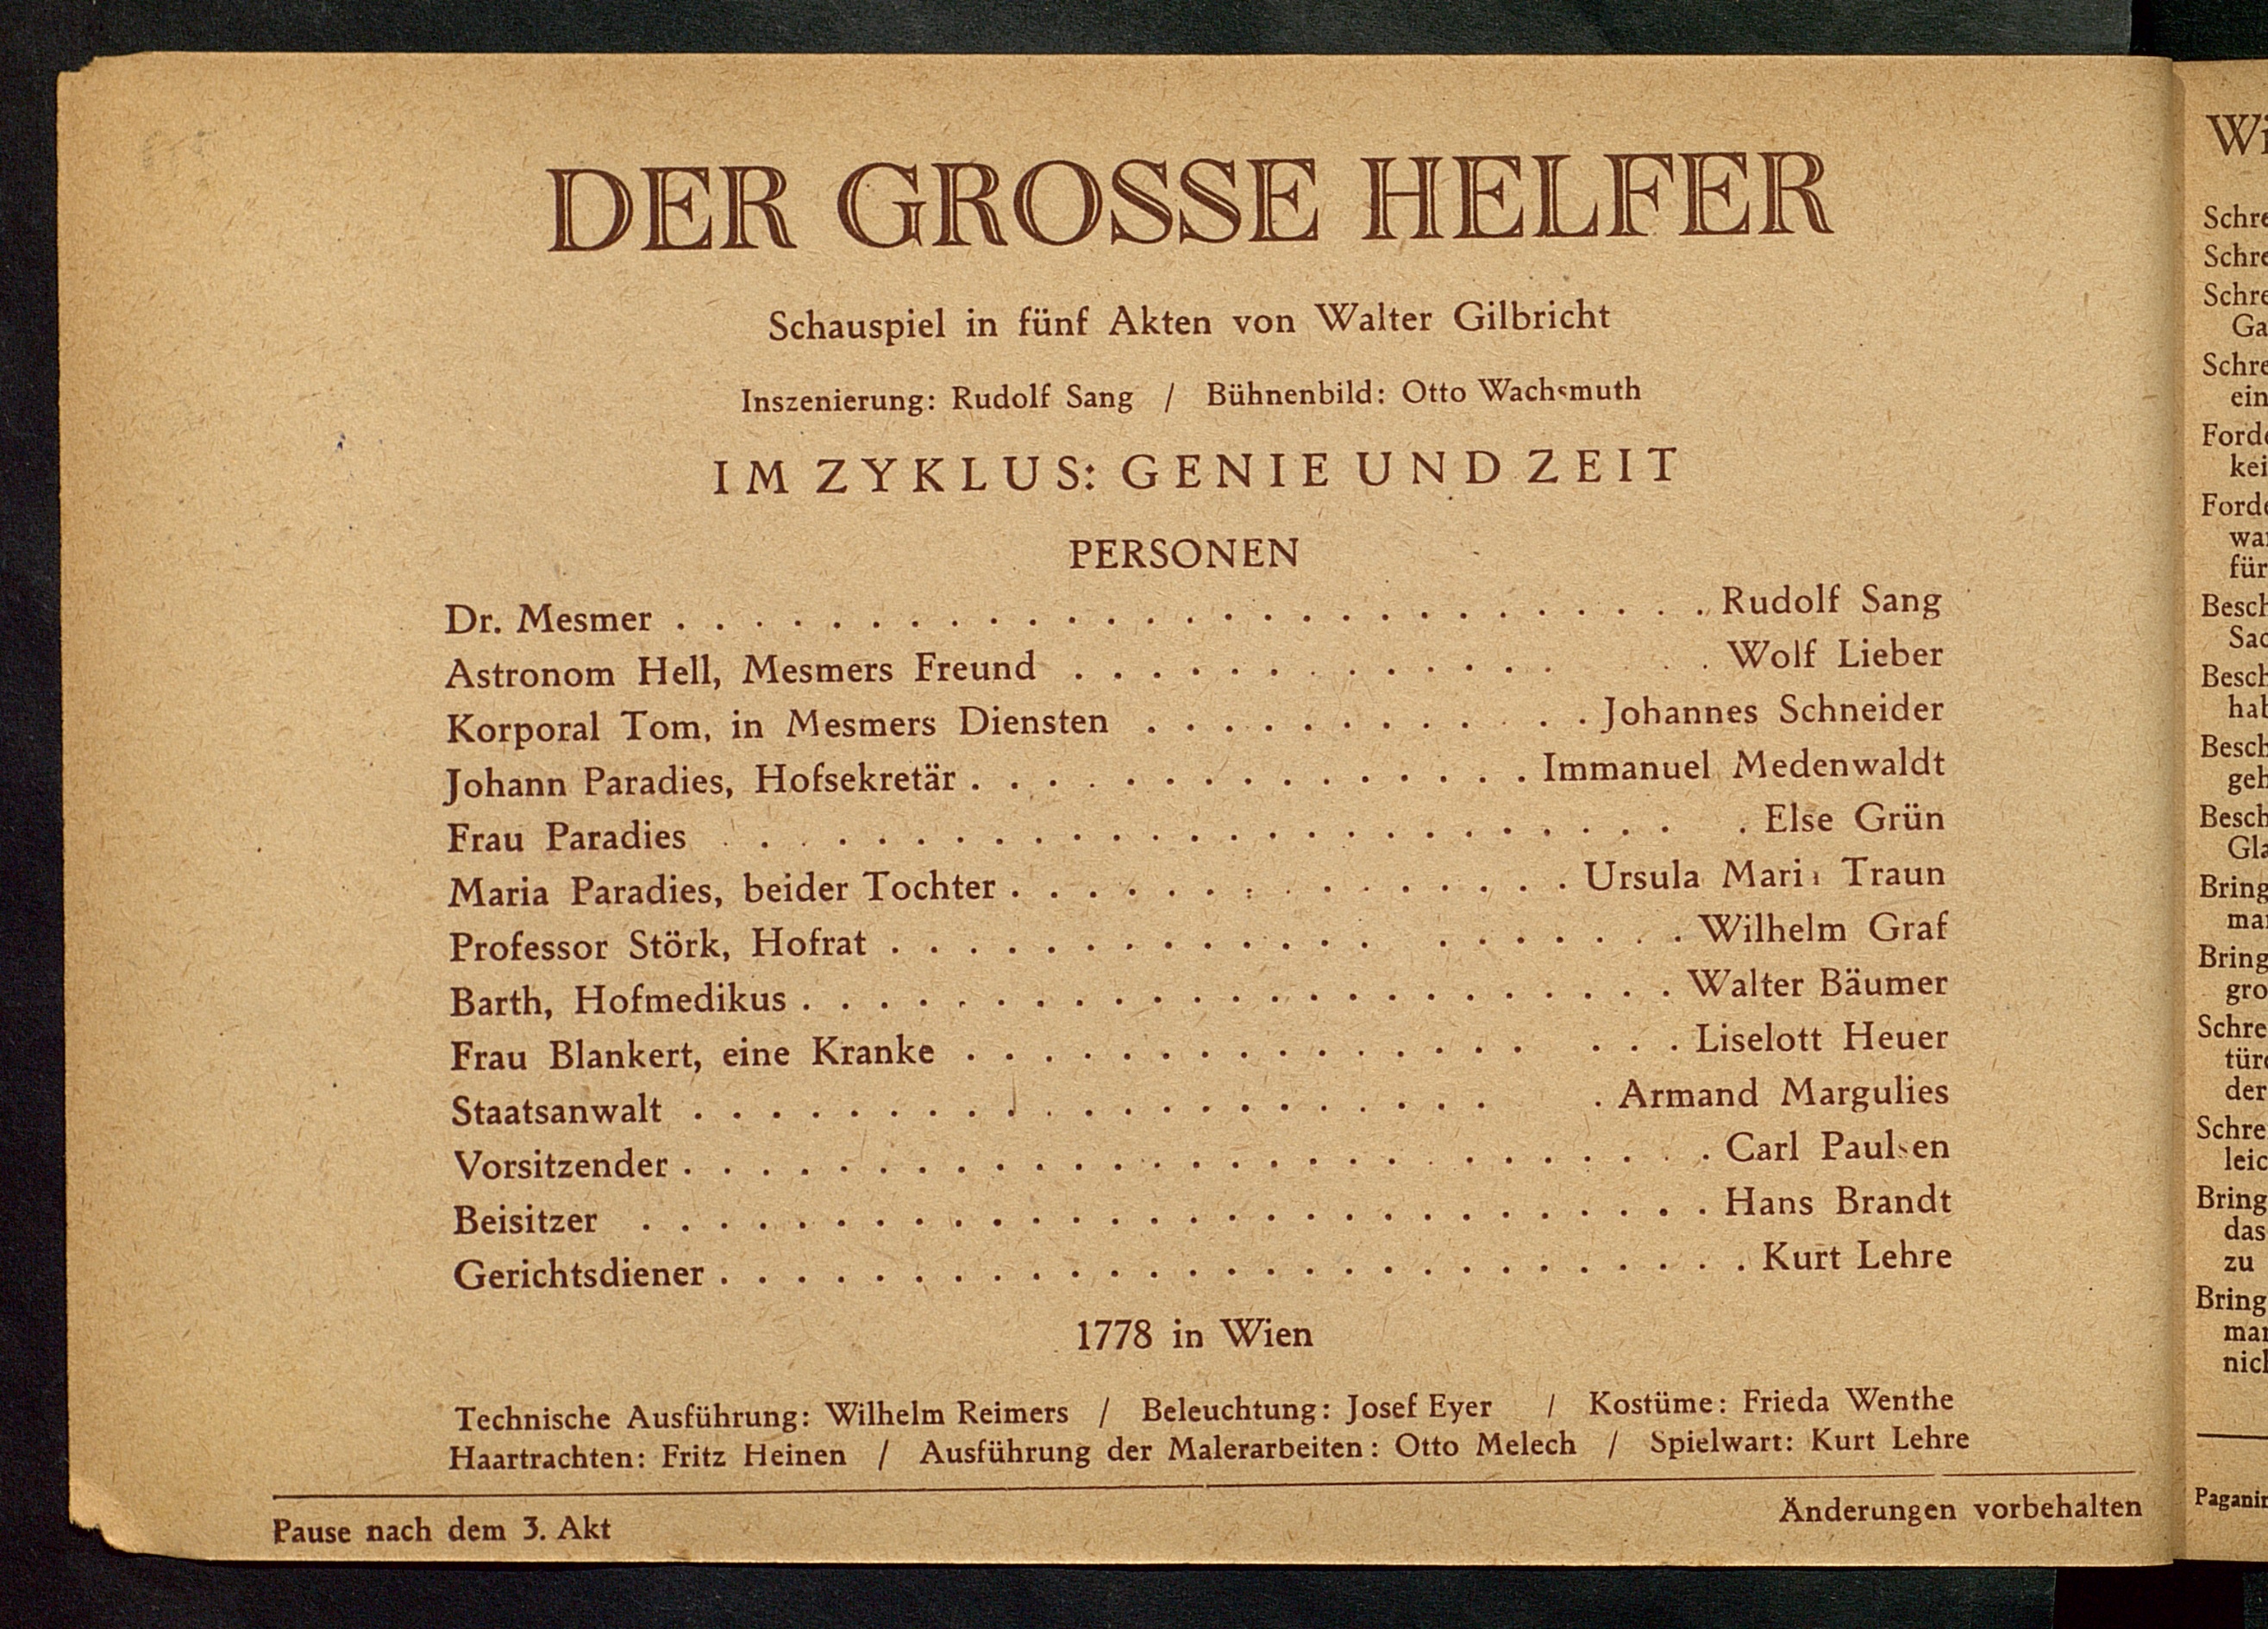 DER GROSSE HELFER
Schauspiel in fünf Akten von Walter Gilbricht
Inszenierung: Rudolf Sang / Bühnenbild: Otto Wachsmuth
IM ZYKLUS: GENIE UND ZEIT
PERSONEN
Dr. Mesmer . . . . . . . . . . . . . . . . . . . . . . . . . . . Rudolf Sang
Astronom Hell, Mesmers Freund . . . . . . . . . . . . . . . Wolf Lieber
Korporal Tom, in Mesmers Diensten . . . . . . . . . . . . Johannes Schneider
Johann Paradies, Hofsekretär . . . . . . . . . . . . . . . Immanuel Medenwaldt
Frau Paradies . . . . . . . . . . . . . . . . . . . . . . . . . . Else Grün
Maria Paradies, beider Tochter . . . . . . . . . . . . . . . Ursula Maria Traun
Professor Störk, Hofrat . . . . . . . . . . . . . . . . . . . . Wilhelm Graf
Barth, Hofmedikus . . . . . . . . . . . . . . . . . . . . . . . Walter Bäumer
Frau Blankert, eine Kranke . . . . . . . . . . . . . . . . . . Liselott Heuer
Staatsanwalt . . . . . . . . . . . . . . . . . . . . . . Armand Margulies
Vorsitzender . . . . . . . . . . . . . . . . . . . . . . . . . . . Carl Paulsen
Beisitzer . . . . . . . . . . . . . . . . . . . . . . . . . . . . Hans Brandt
Gerichtsdiener . . . . . . . . . . . . . . . . . . . . . . . . . . . Kurt Lehre
1778 in Wien
Technische Ausführung: Wilhelm Reimers / Beleuchtung: Josef Eyer / Kostüme: Frieda Wenthe
Haartrachten: Fritz Heinen / Ausführung der Malerarbeiten: Otto Melech / Spielwart: Kurt Lehre
Pause nach dem 3. Akt
Änderungen vorbehalten
für
das
zu